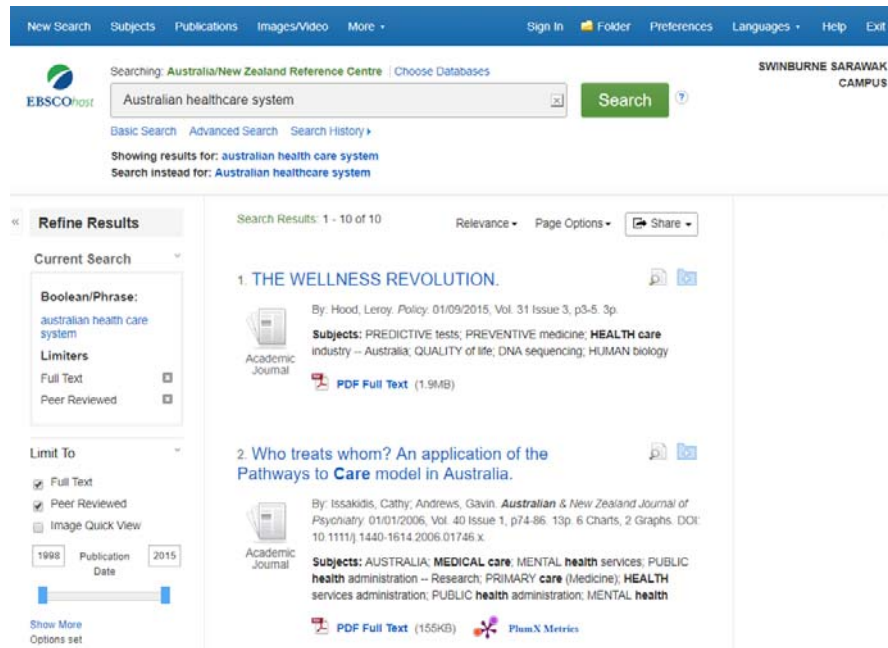 New Search Subjects Publications Images/Video More Sign In Folder Preferences Languages Help Exit
EBSCOhost
Searching: Australia/New Zealand Reference Centre Choose Databases
SWINBURNE SARAWAK
CAMPUS
Australian healthcare system
Search
?
Basic Search Advanced Search Search History
Showing results for: australian health care system
Search instead for: Australian healthcare system
«
Refine Results
Current Search
Boolean/Phrase:
australian health care
system
Limiters
Full Text
Peer Reviewed
Limit To
Full Text
Peer Reviewed
Image Quick View
1998 Publication 2015
Date
Show More
Options set
Search Results: 1 - 10 of 10
Relevance Page Options Share
1. THE WELLNESS REVOLUTION.
By: Hood, Leroy. Policy. 01/09/2015, Vol. 31 Issue 3, p3-5. 3p.
Subjects: PREDICTIVE tests; PREVENTIVE medicine; HEALTH care
industry -- Australia; QUALITY of life; DNA sequencing; HUMAN biology
Academic
Journal
PDF Full Text (1.9MB)
2. Who treats whom? An application of the
Pathways to Care model in Australia.
By: Issakidis, Cathy; Andrews, Gavin. Australian & New Zealand Journal of
Psychiatry. 01/01/2006, Vol. 40 Issue 1, p74-86. 13p. 6 Charts, 2 Graphs. DOI:
10.1111/j.1440-1614.2006.01746.x.
Academic
Journal
Subjects: AUSTRALIA; MEDICAL care; MENTAL health services; PUBLIC
health administration -- Research; PRIMARY care (Medicine); HEALTH
services administration; PUBLIC health administration; MENTAL health
PDF Full Text (155KB) PlumX Metrics